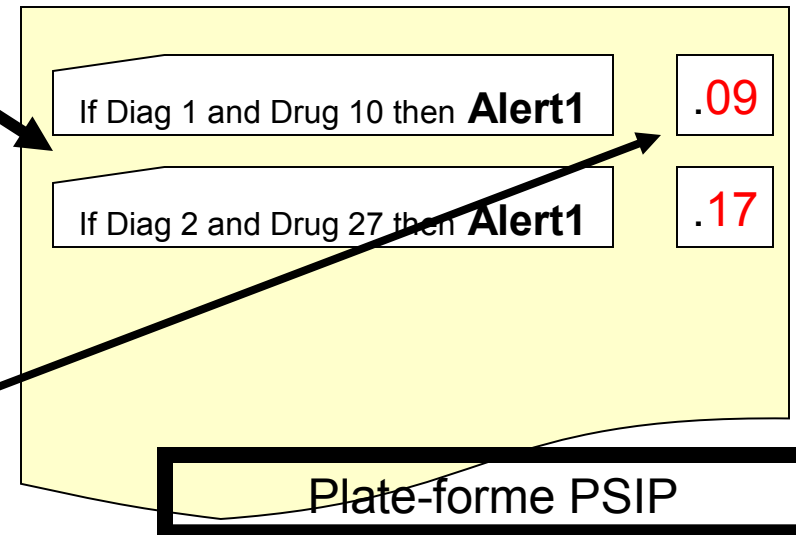 If Diag 1 and Drug 10 then Alert1 .09
If Diag 2 and Drug 27 then Alert1 .17
Plate-forme PSIP